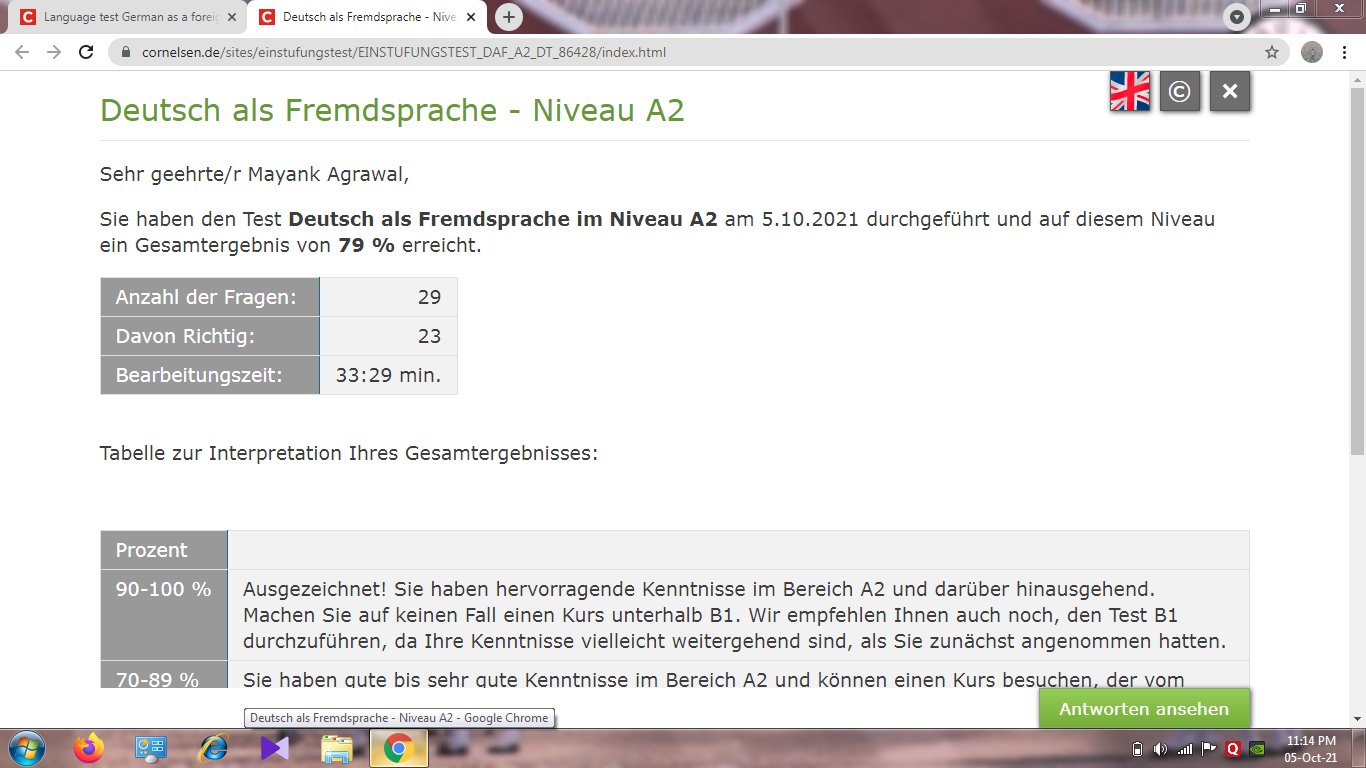 Language test German as a foreig
Deutsch als Fremdsprache - Nive
cornelsen.de/sites/einstufungstest/EINSTUFUNGSTEST_DAF_A2_DT_86428/index.html
Deutsch als Fremdsprache - Niveau A2
Sehr geehrte/r Mayank Agrawal,
Sie haben den Test Deutsch als Fremdsprache im Niveau A2 am 5.10.2021 durchgeführt und auf diesem Niveau
ein Gesamtergebnis von 79 % erreicht.
Anzahl der Fragen: 29
Davon Richtig: 23
Bearbeitungszeit: 33:29 min.
Tabelle zur Interpretation Ihres Gesamtergebnisses:
Prozent
90-100 % Ausgezeichnet! Sie haben hervorragende Kenntnisse im Bereich A2 und darüber hinausgehend.
Machen Sie auf keinen Fall einen Kurs unterhalb B1. Wir empfehlen Ihnen auch noch, den Test B1
durchzuführen, da Ihre Kenntnisse vielleicht weitergehend sind, als Sie zunächst angenommen hatten.
70-89 % Sie haben gute bis sehr gute Kenntnisse im Bereich A2 und können einen Kurs besuchen, der vom
Antworten ansehen
Deutsch als Fremdsprache - Niveau A2 - Google Chrome
11:14 PM
05-Oct-21